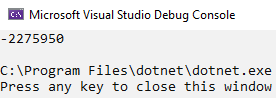 Microsoft Visual Studio Debug Console
-2275950
C:\Program Files\dotnet\dotnet.exe
Press any key to close this window